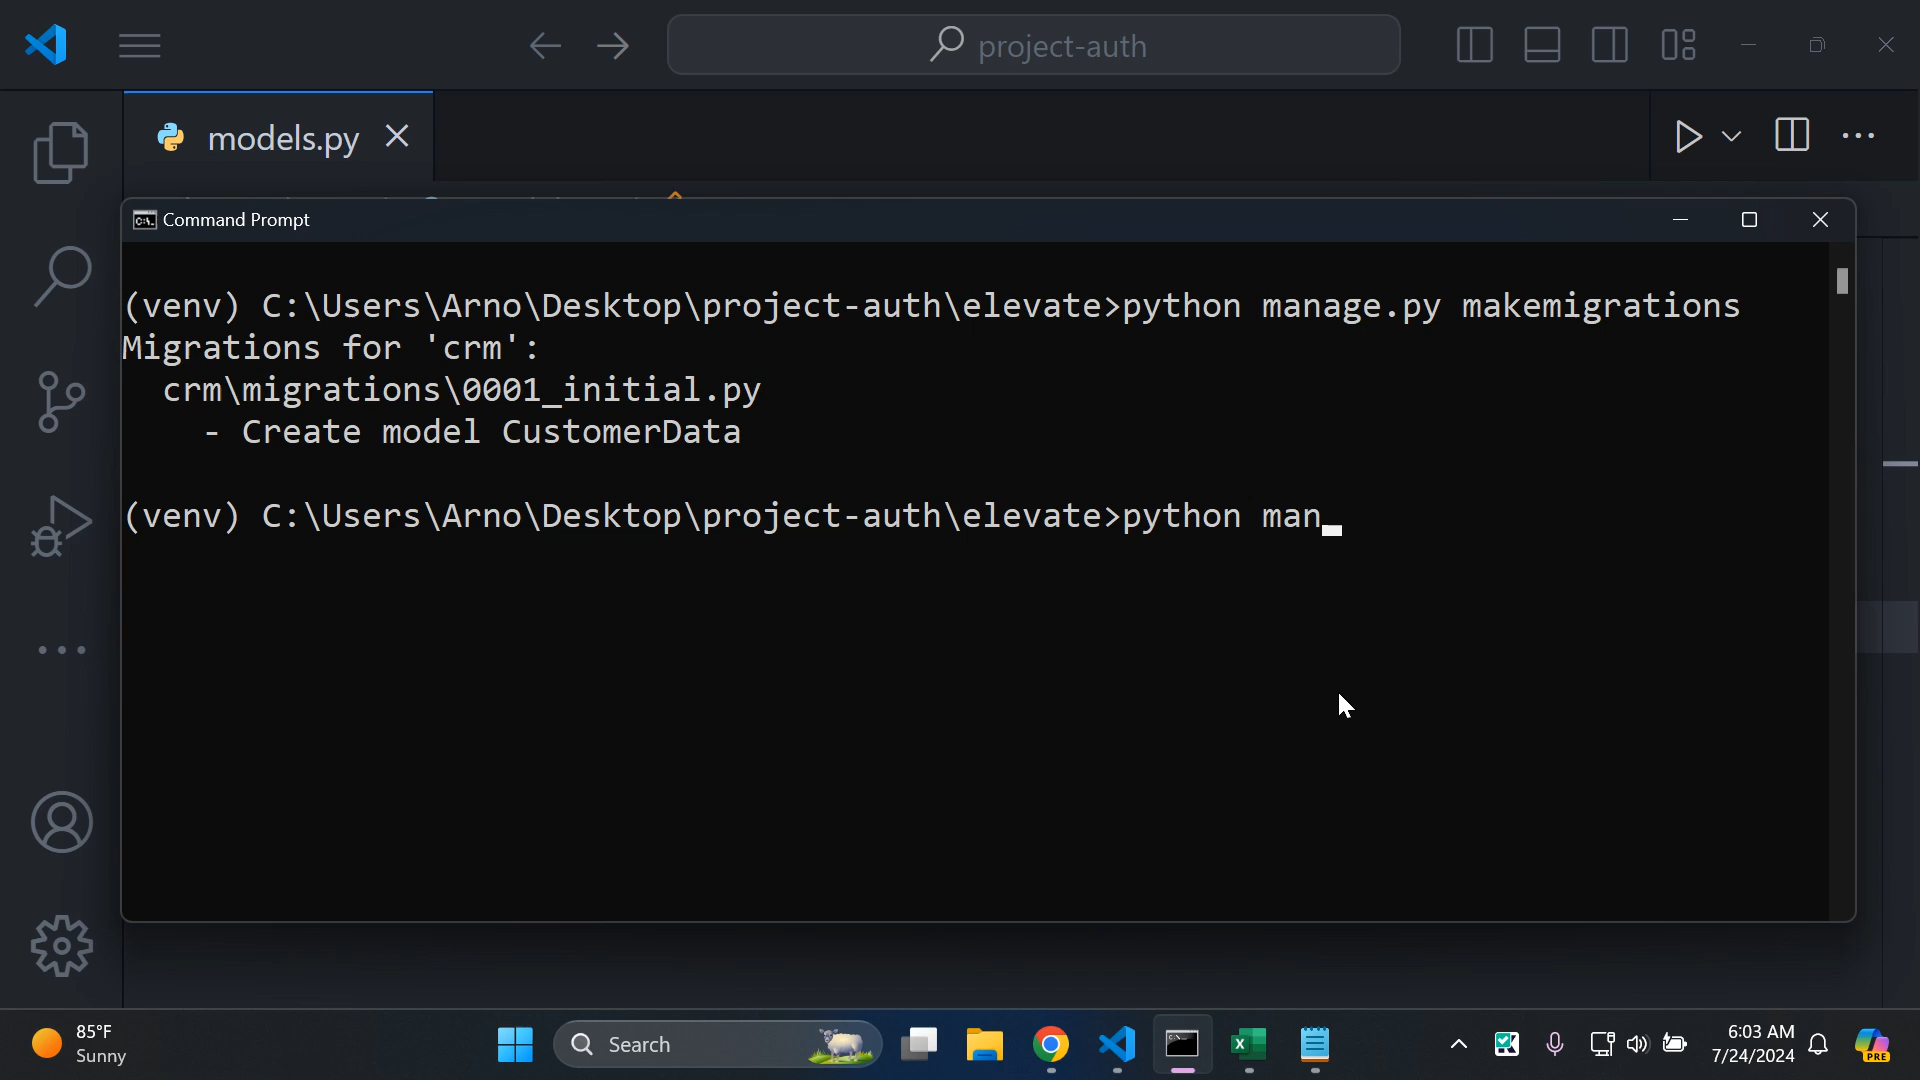 project-auth
models.py
Command Prompt
(venv) C:\Users\Arno\Desktop\project-auth\elevate>python manage.py makemigrations
Migrations for 'crm':
crm\migrations\0001_initial.py
- Create model CustomerData
(venv) C:\Users\Arno\Desktop\project-auth\elevate>python man_
85°F
Sunny
Search
6:03 AM
7/24/2024
PRE